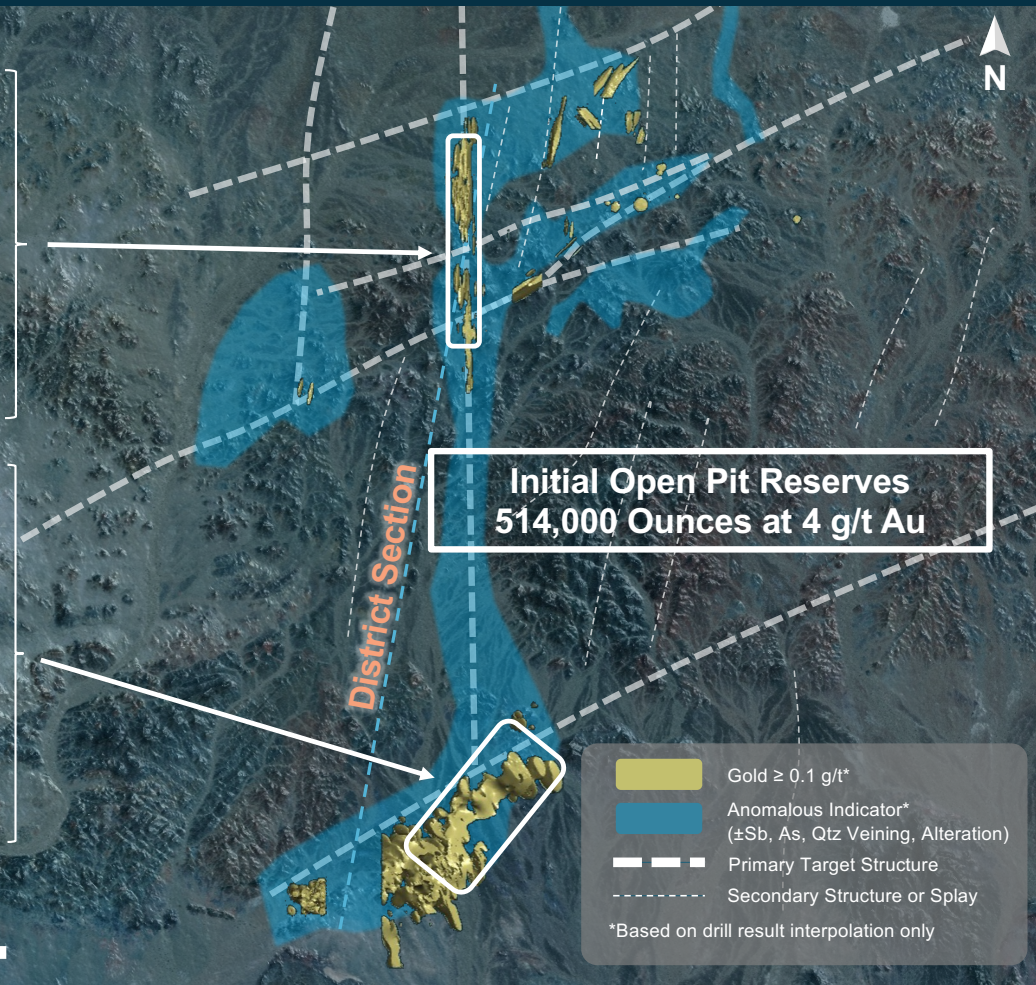 N
Initial Open Pit Reserves
514,000 Ounces at 4 g/t Au
District Section
Gold ≥ 0.1 g/t*
Anomalous Indicator*
(±Sb, As, Qtz Veining, Alteration)
Primary Target Structure
Secondary Structure or Splay
*Based on drill result interpolation only